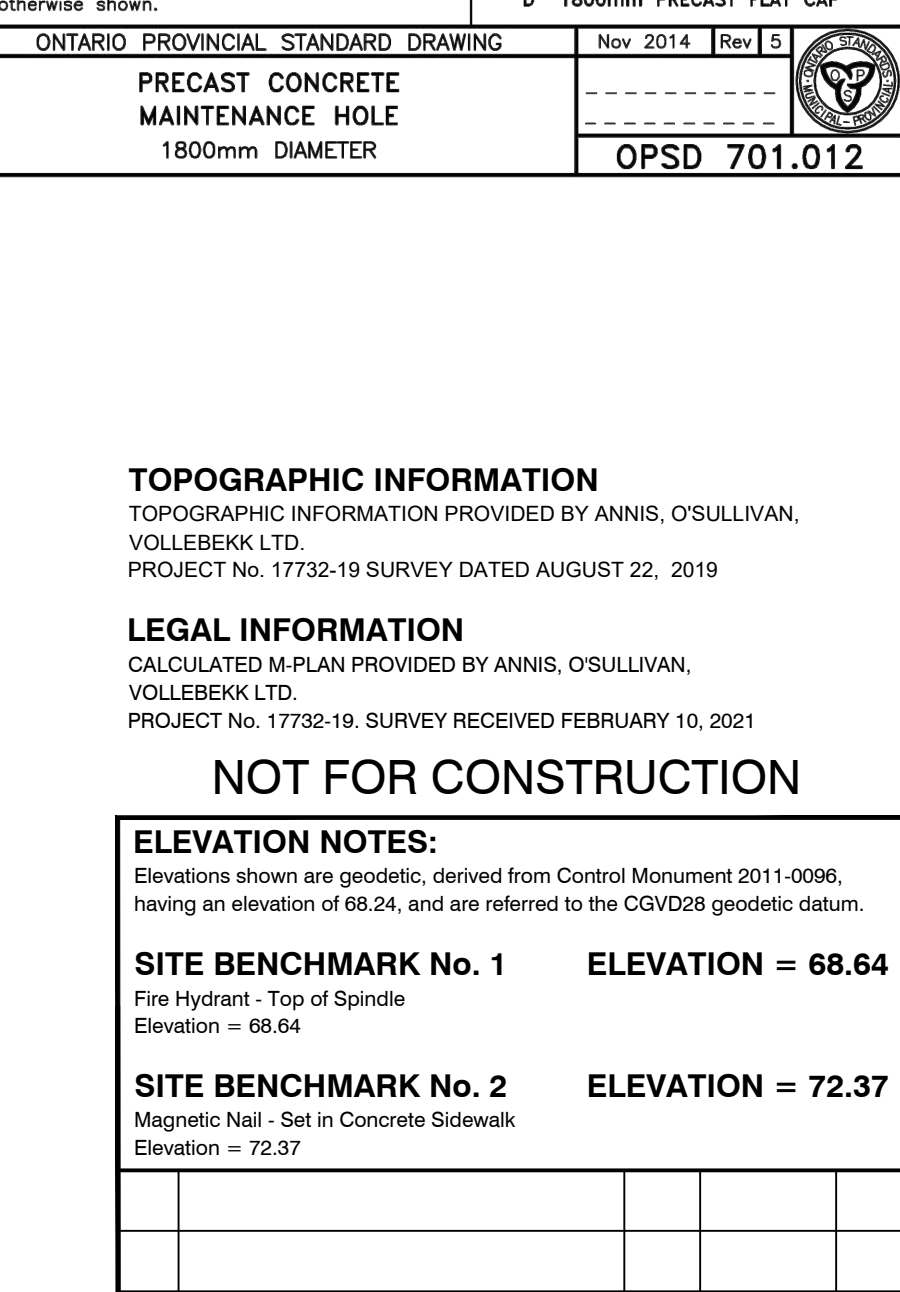 otherwise shown.
D 1800mm PRECAST FLAT CAP
ONTARIO PROVINCIAL STANDARD DRAWING
Nov 2014 Rev 5
PRECAST CONCRETE
MAINTENANCE HOLE
1800mm DIAMETER
ONTARIO STANDARDS
MUNICIPAL - PROVINCIAL
O P S
OPSD 701.012
TOPOGRAPHIC INFORMATION
TOPOGRAPHIC INFORMATION PROVIDED BY ANNIS, O'SULLIVAN,
VOLLEBEKK LTD.
PROJECT No. 17732-19 SURVEY DATED AUGUST 22, 2019
LEGAL INFORMATION
CALCULATED M-PLAN PROVIDED BY ANNIS, O'SULLIVAN,
VOLLEBEKK LTD.
PROJECT No. 17732-19. SURVEY RECEIVED FEBRUARY 10, 2021
NOT FOR CONSTRUCTION
ELEVATION NOTES:
Elevations shown are geodetic, derived from Control Monument 2011-0096,
having an elevation of 68.24, and are referred to the CGVD28 geodetic datum.
SITE BENCHMARK No. 1 ELEVATION = 68.64
Fire Hydrant - Top of Spindle
Elevation = 68.64
SITE BENCHMARK No. 2 ELEVATION = 72.37
Magnetic Nail - Set in Concrete Sidewalk
Elevation = 72.37